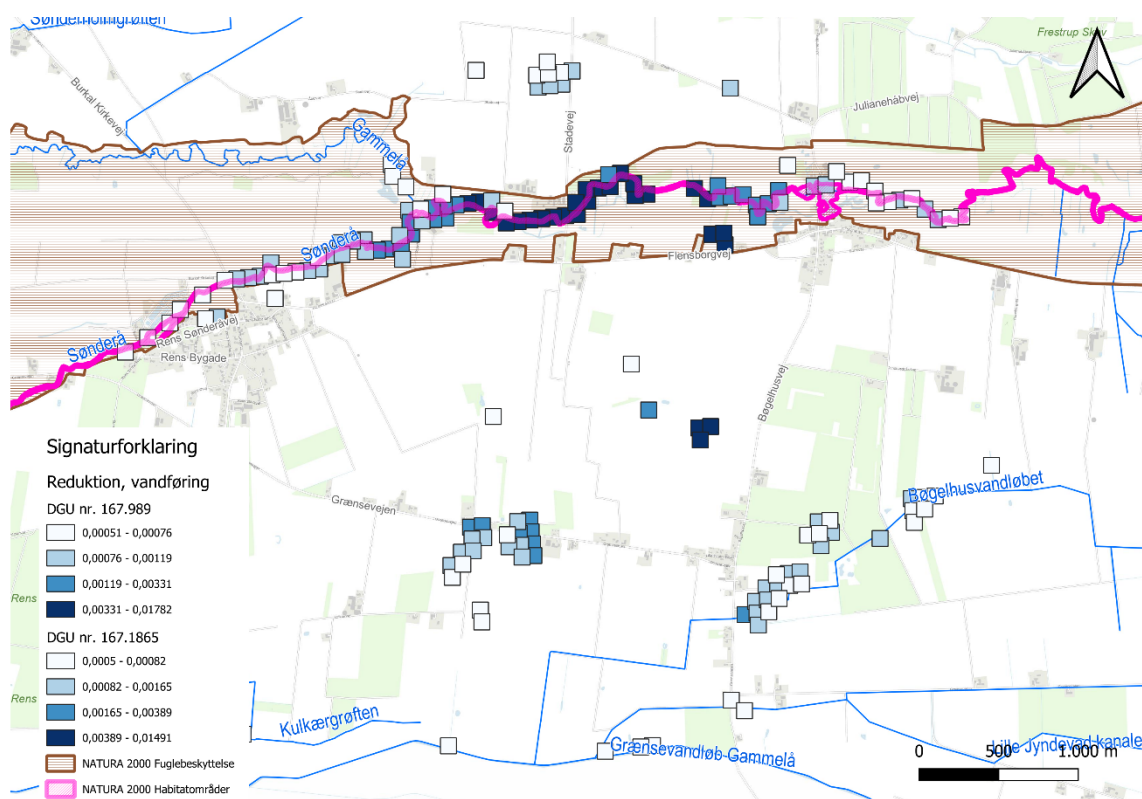 Sønderholmgrøften
Frestrup Skov
Burkal Kirkevej
Julianehåbvej
Stadevej
Gammelå
Sønderå
Flensborgvej
Sønderå
Rens Sønderåvej
Rens Bygade
Bøgelhusvej
Grænsevejen
Bøgelhusvandløbet
Kulkærgrøften
Grænsevandløb-Gammelå
Lille Jyndevad-kanale
Rens
Rens
Signaturforklaring
Reduktion, vandføring
DGU nr. 167.989
0,00051 - 0,00076
0,00076 - 0,00119
0,00119 - 0,00331
0,00331 - 0,01782
DGU nr. 167.1865
0,0005 - 0,00082
0,00082 - 0,00165
0,00165 - 0,00389
0,00389 - 0,01491
NATURA 2000 Fuglebeskyttelse
NATURA 2000 Habitatområder
0 500 1.000 m